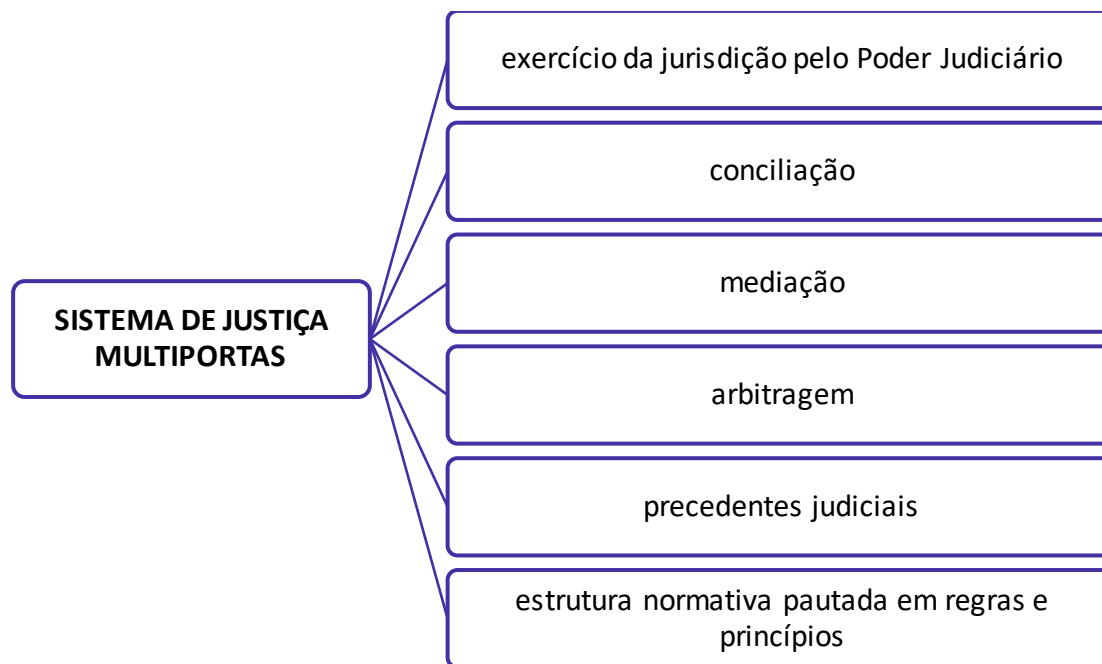 exercício da jurisdição pelo Poder Judiciário
conciliação
mediação
SISTEMA DE JUSTIÇA
MULTIPORTAS
arbitragem
precedentes judiciais
estrutura normativa pautada em regras e
princípios